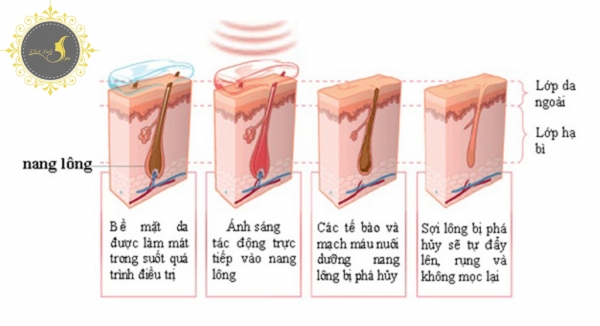 Lớp da
ngoài
Lớp hạ
bì
nang lông
Bề mặt da
được làm mát
trong suốt quá
trình điều trị
Ánh sáng
tác động trực
tiếp vào nang
lông
Các tế bào và
mạch máu nuôi
dưỡng nang
lông bị phá hủy
Sợi lông bị phá
hủy sẽ tự đẩy
lên, rụng và
không mọc lại